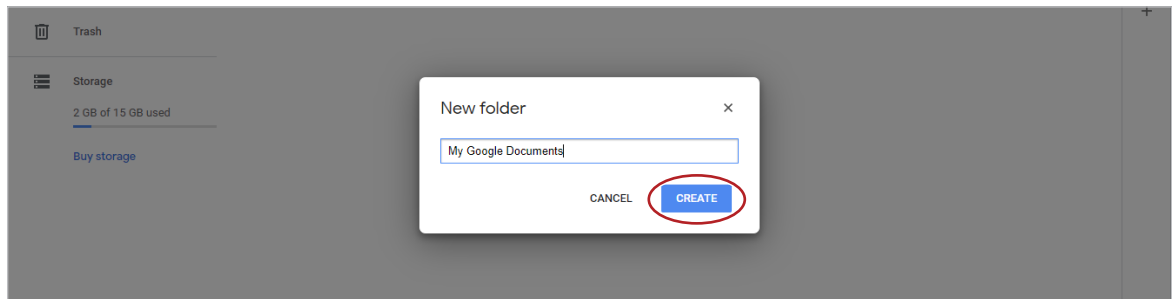 Trash
Storage
2 GB of 15 GB used
Buy storage
New folder
My Google Documents
CANCEL
CREATE